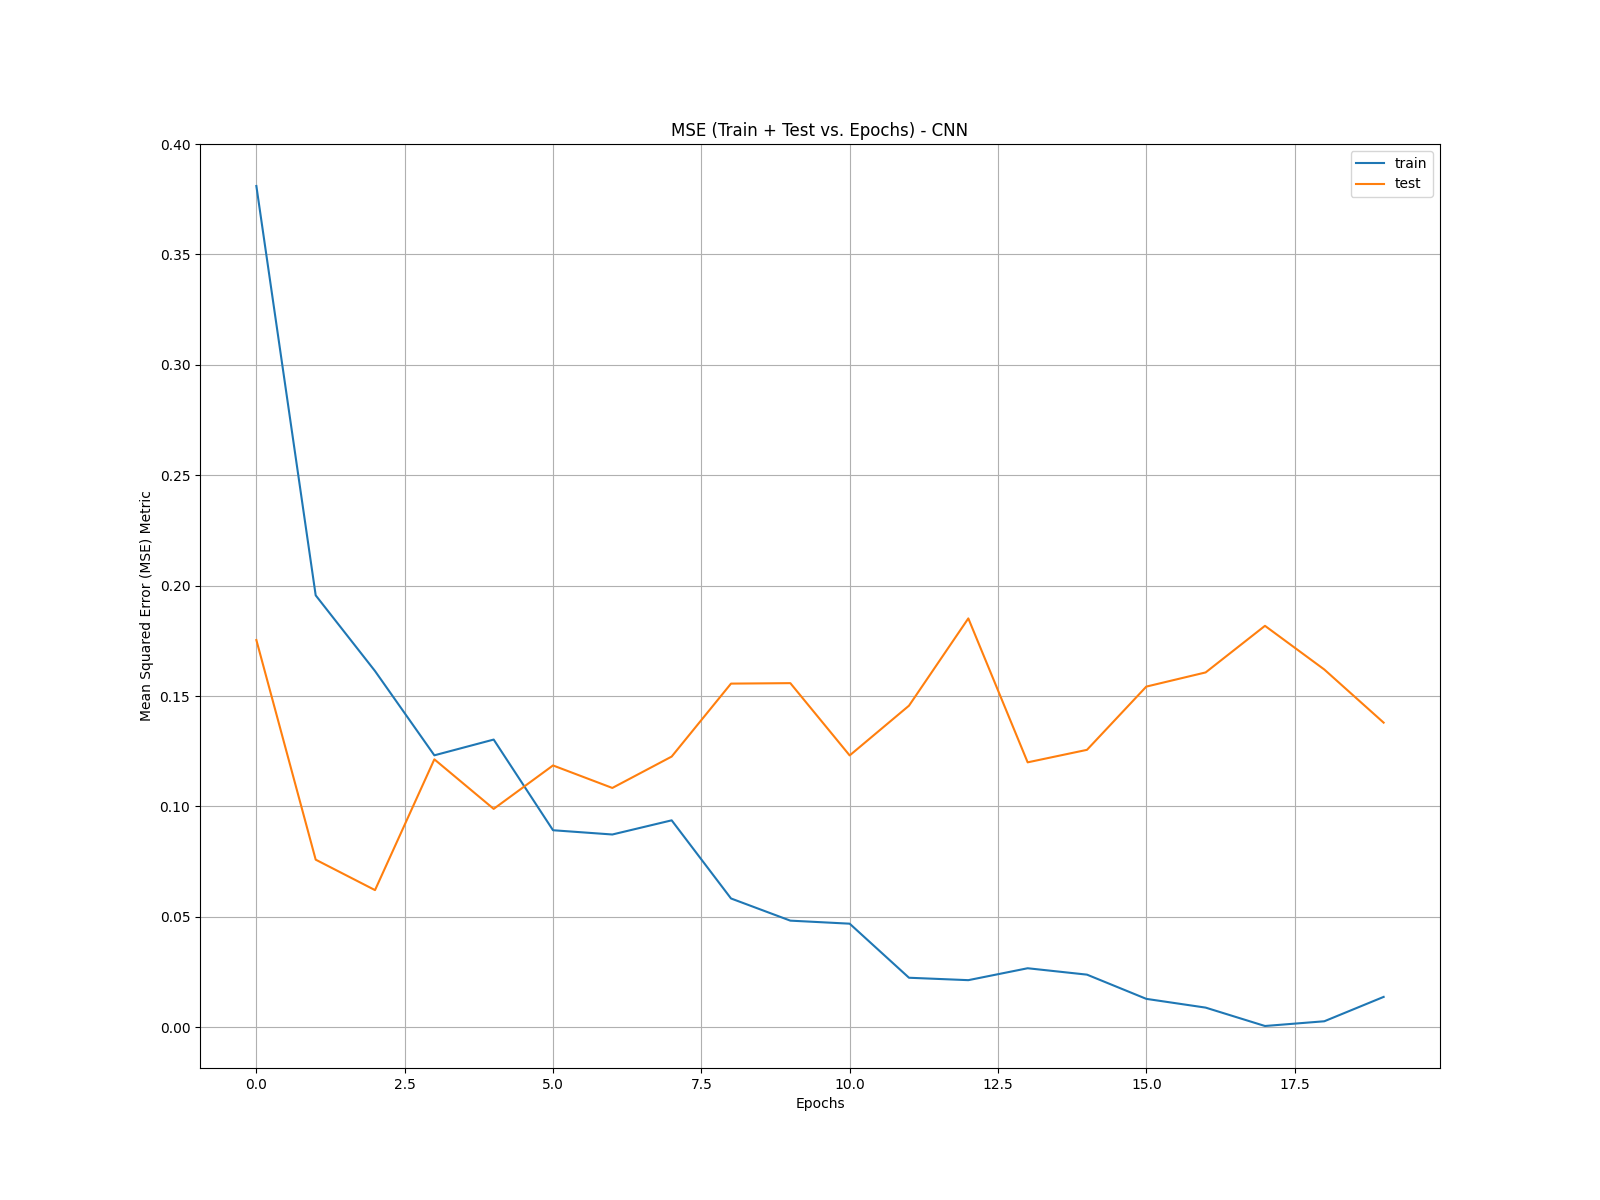 MSE (Train + Test vs. Epochs) - CNN
train
test
Mean Squared Error (MSE) Metric
0.40
0.35
0.30
0.25
0.20
0.15
0.10
0.05
0.00
0.0 2.5 5.0 7.5 10.0 12.5 15.0 17.5
Epochs